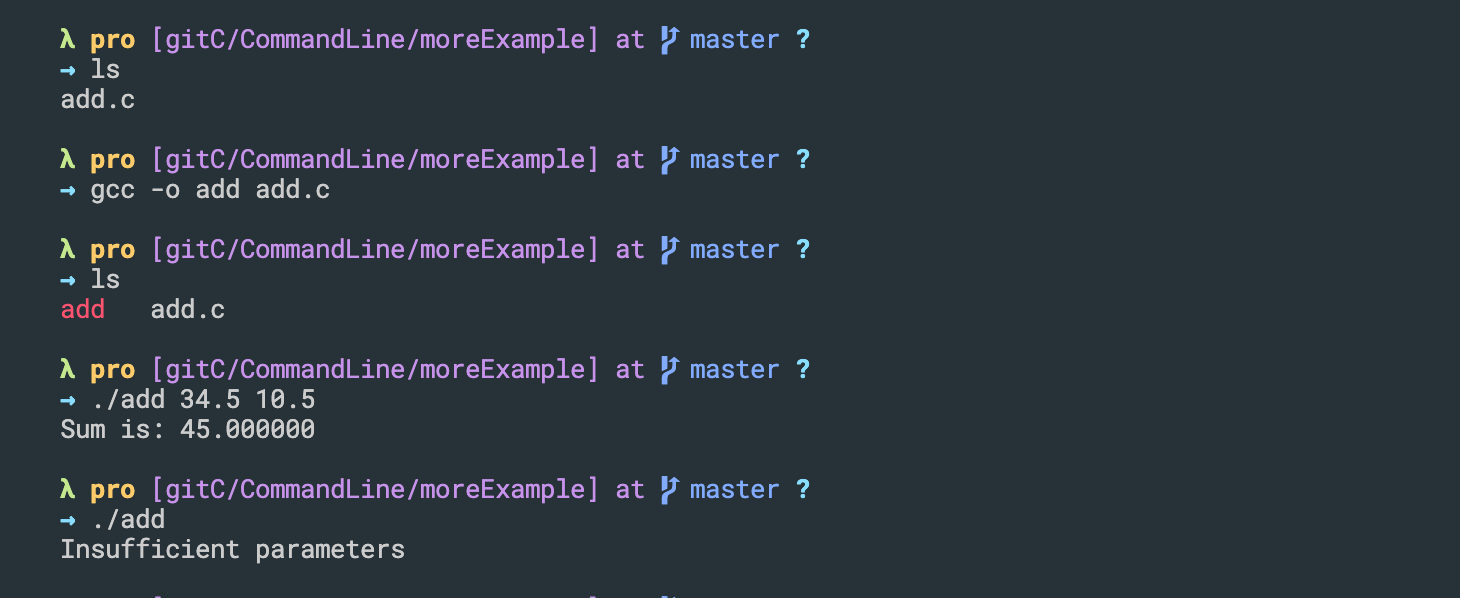 λ pro [gitC/CommandLine/moreExample] at master ?
→ ls
add.c
λ pro [gitC/CommandLine/moreExample] at master ?
→ gcc -o add add.c
λ pro [gitC/CommandLine/moreExample] at master ?
→ ls
add add.c
λ pro [gitC/CommandLine/moreExample] at master ?
→ ./add 34.5 10.5
Sum is: 45.000000
λ pro [gitC/CommandLine/moreExample] at master ?
→ ./add
Insufficient parameters